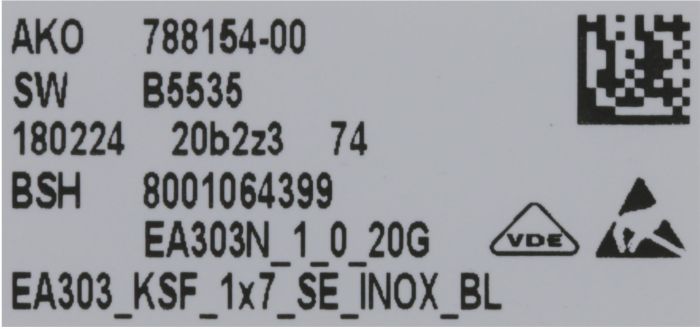 AKO 788154-00
SW B5535
180224 20b2z3 74
BSH 8001064399
EA303N_1_0_20G
VDE
EA303_KSF_1x7_SE_INOX_BL